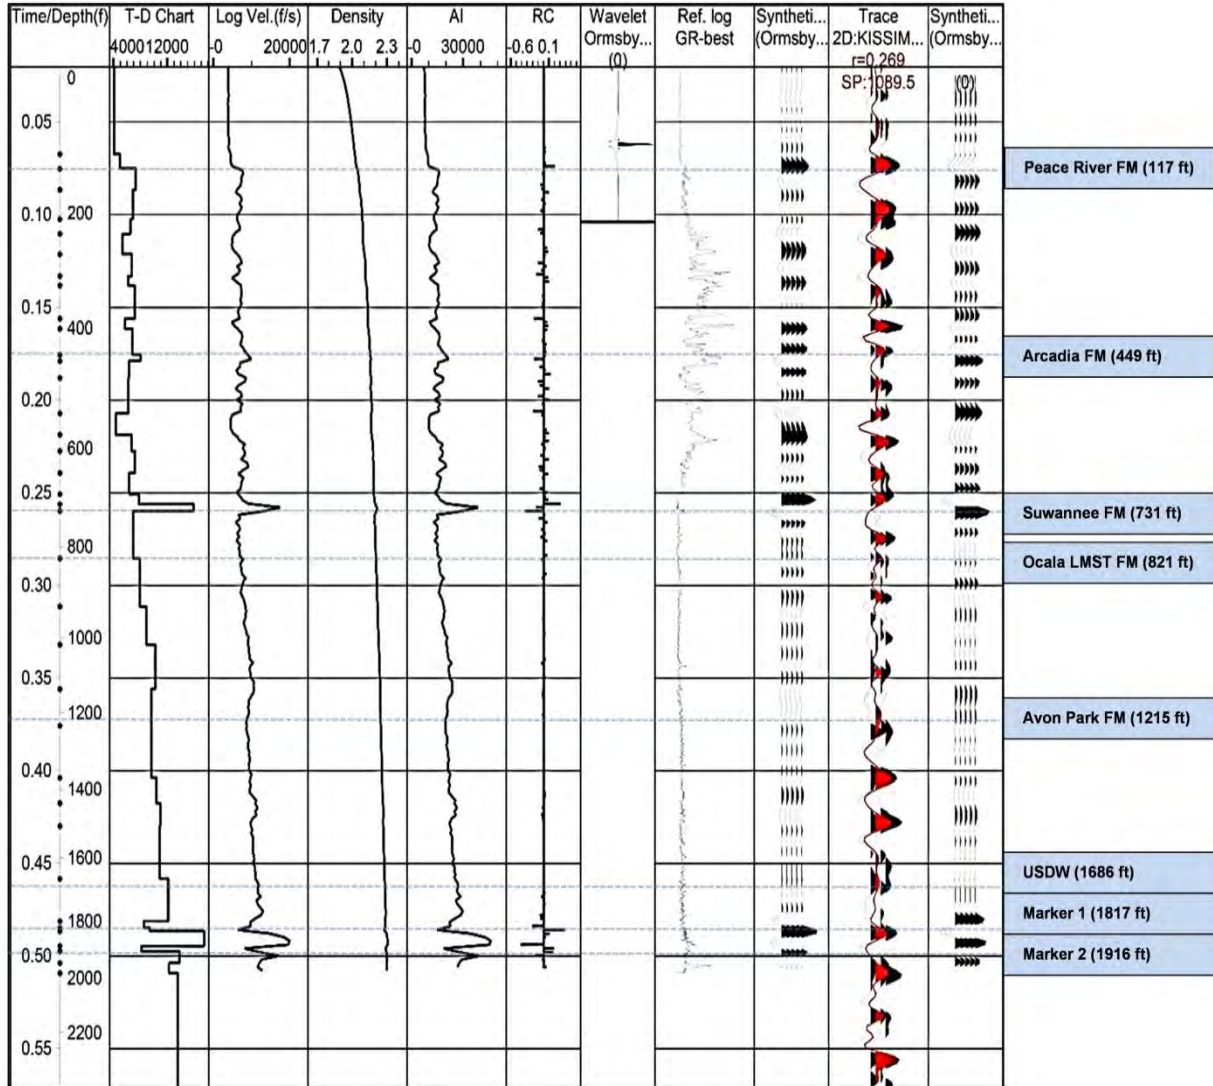 Time/Depth(f) T-D Chart Log Vel.(f/s) Density AI RC Wavelet Ref. log Syntheti... Trace Syntheti...
Ormsby... GR-best (Ormsby... 2D:KISSIM... (Ormsby...
4000 12000 0 20000 1.7 2.0 2.3 0 30000 -0.6 0.1 (0) r=0.269
0 SP:1089.5 (0)
0.05
Peace River FM (117 ft)
0.10 200
0.15
400
Arcadia FM (449 ft)
0.20
600
0.25
Suwannee FM (731 ft)
800
Ocala LMST FM (821 ft)
0.30
1000
0.35
1200 Avon Park FM (1215 ft)
0.40
1400
1600
0.45
USDW (1686 ft)
1800 Marker 1 (1817 ft)
Marker 2 (1916 ft)
0.50
2000
2200
0.55